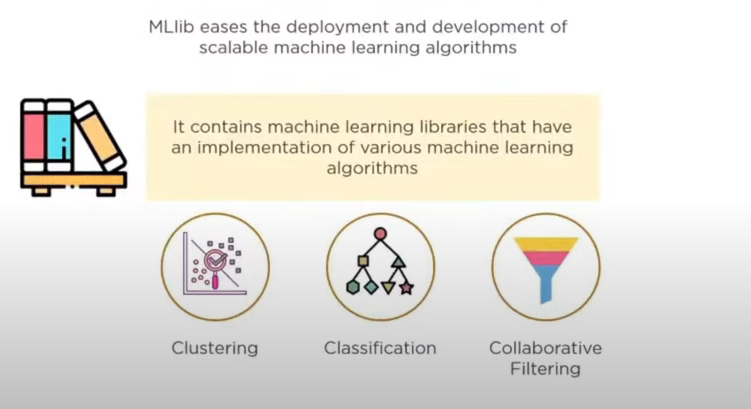 MLlib eases the deployment and development of
scalable machine learning algorithms
It contains machine learning libraries that have
an implementation of various machine learning
algorithms
Clustering
Classification
Collaborative
Filtering